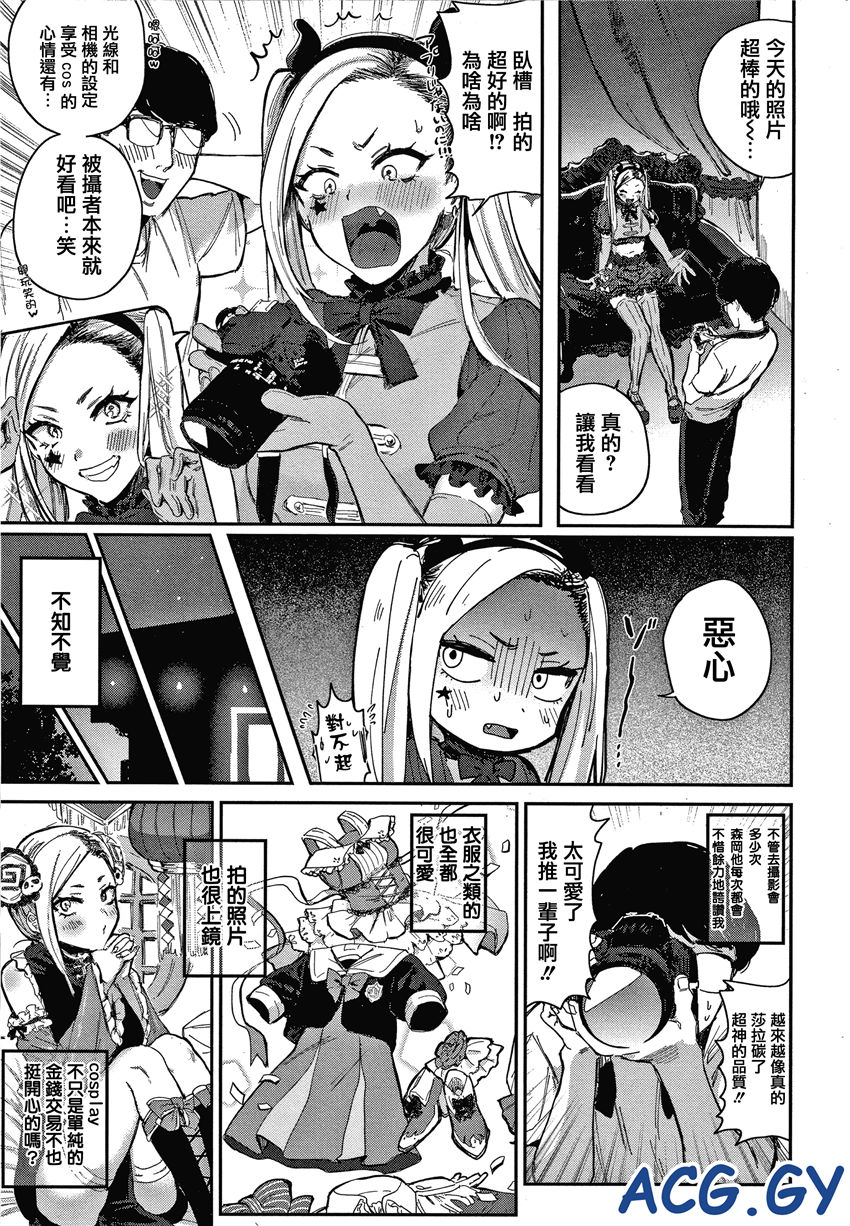 今天的照片
超棒的哦～…
真的?
讓我看看
臥槽 拍的
超好的啊!?
為啥為啥
光線和
相機的設定
享受cos的
心情還有…
被攝者本來就
好看吧…笑
惡心
對不起
不知不覺
不管去攝影會
多少次
森岡他每次都會
不惜餘力地誇讚我
太可愛了
我推一輩子啊!!
越來越像真的
莎拉碳了
超神的品質!!
衣服之類的
也全都
很可愛
拍的照片
也很上鏡
cosplay
不只是單純的
金錢交易不也
挺開心的嗎?
ACG.GY